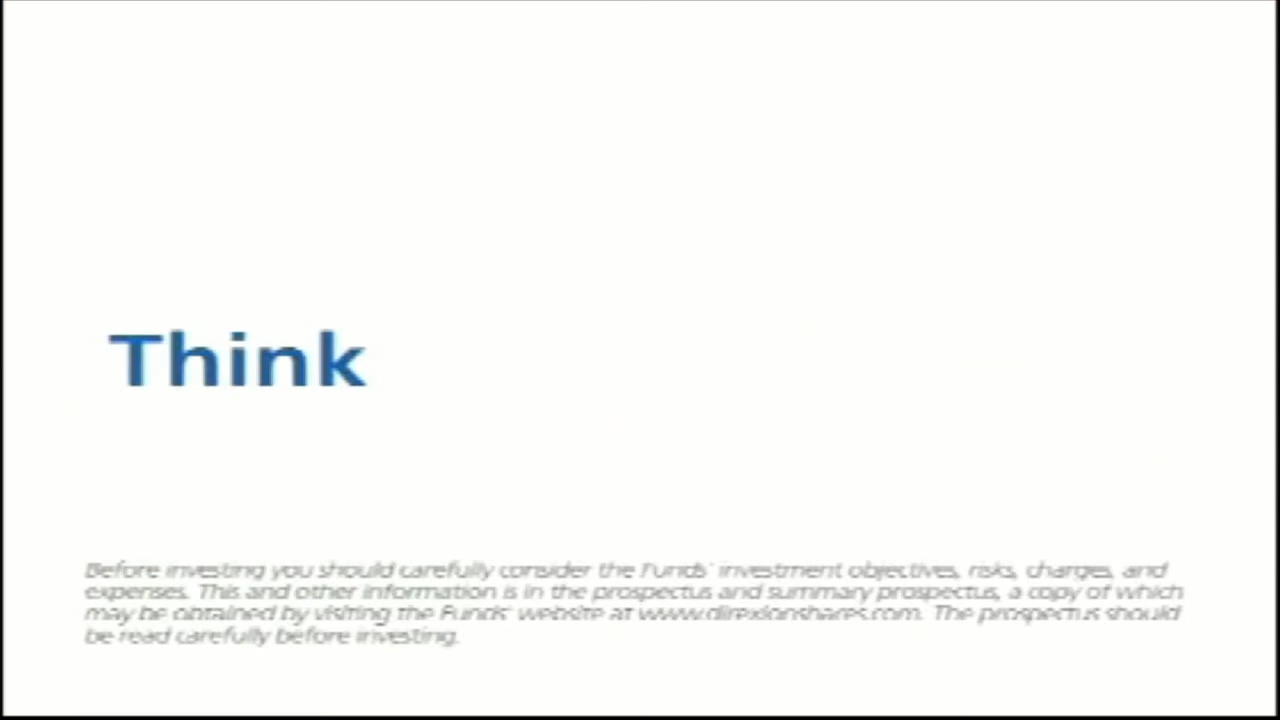 Think
Before investing you should carefully consider the Funds' investment objectives, risks, charges, and
expenses. This and other information is in the prospectus and summary prospectus, a copy of which
may be obtained by visiting the Funds' website at www.direxionshares.com. The prospectus should
be read carefully before investing.